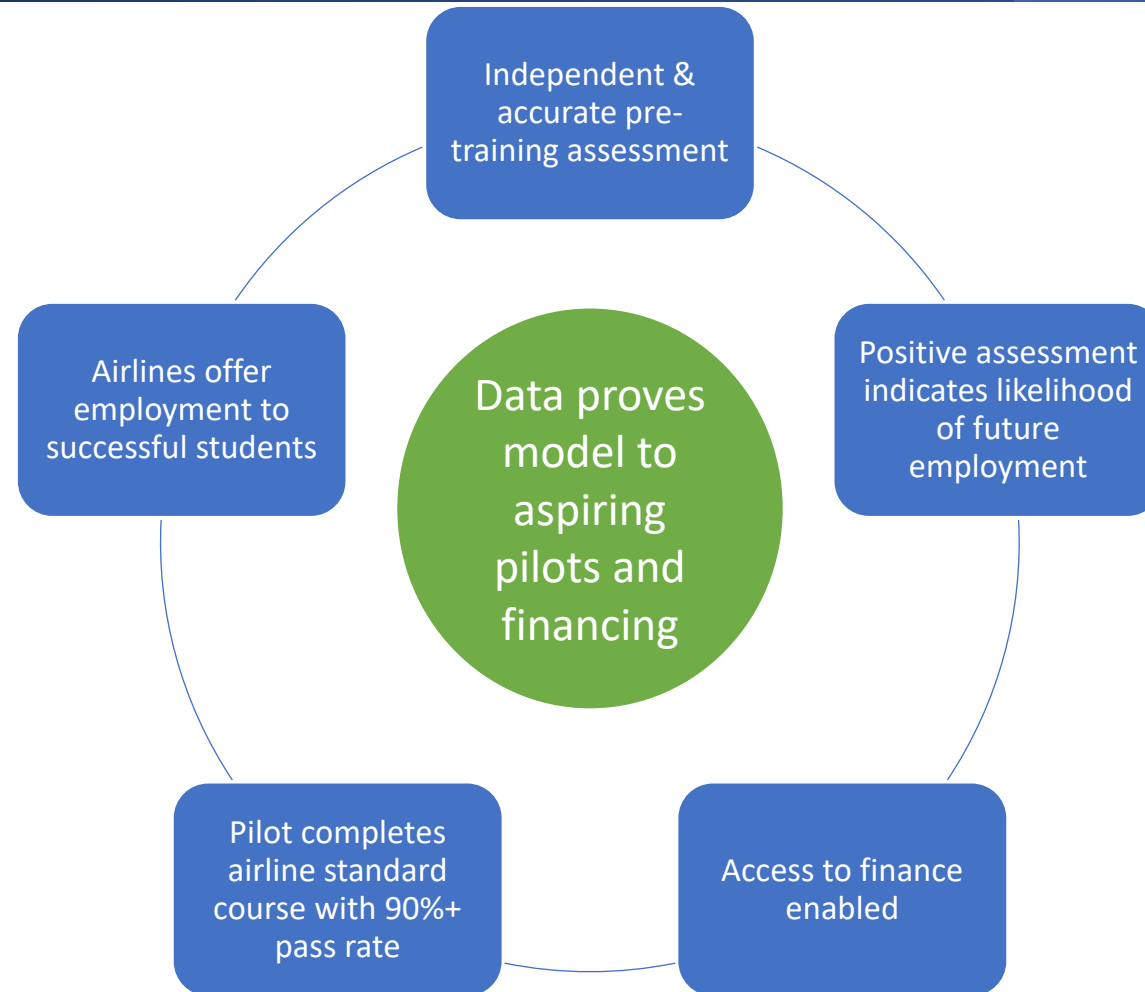 Independent &
accurate pre-
training assessment
Positive assessment
indicates likelihood
of future
employment
Access to finance
enabled
Pilot completes
airline standard
course with 90%+
pass rate
Airlines offer
employment to
successful students
Data proves
model to
aspiring
pilots and
financing